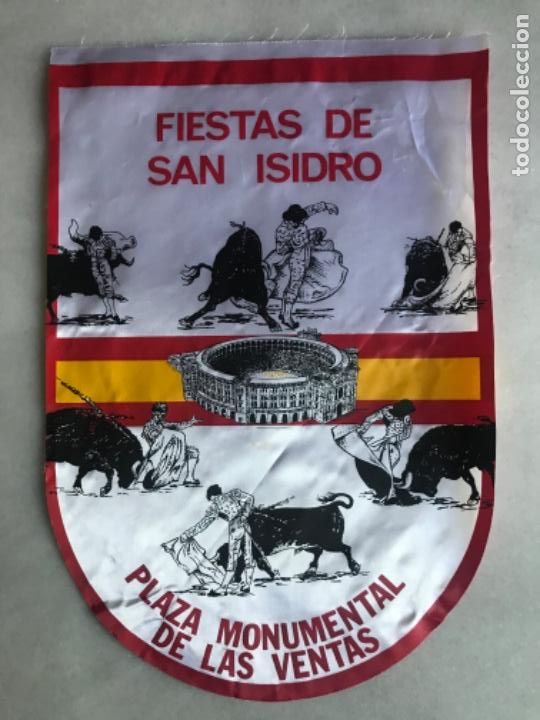 FIESTAS DE
SAN ISIDRO
PLAZA MONUMENTAL
DE LAS VENTAS
todocoleccion